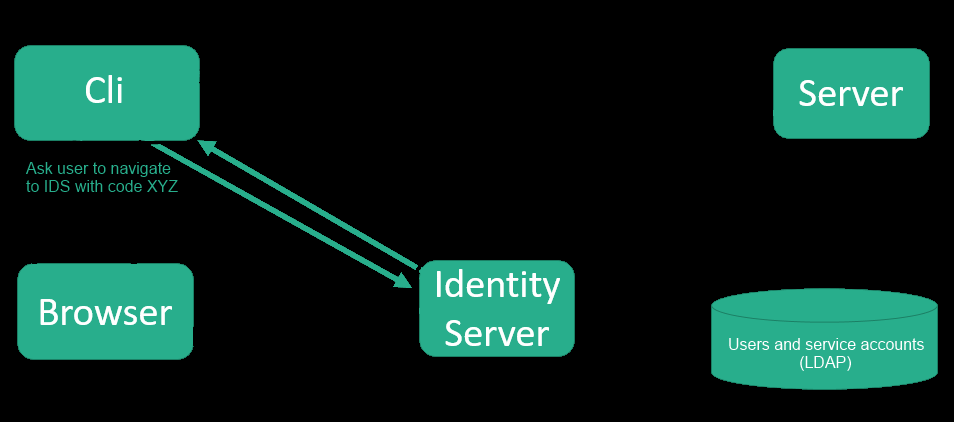 Cli
Server
Ask user to navigate
to IDS with code XYZ
Identity
Server
Browser
Users and service accounts
(LDAP)